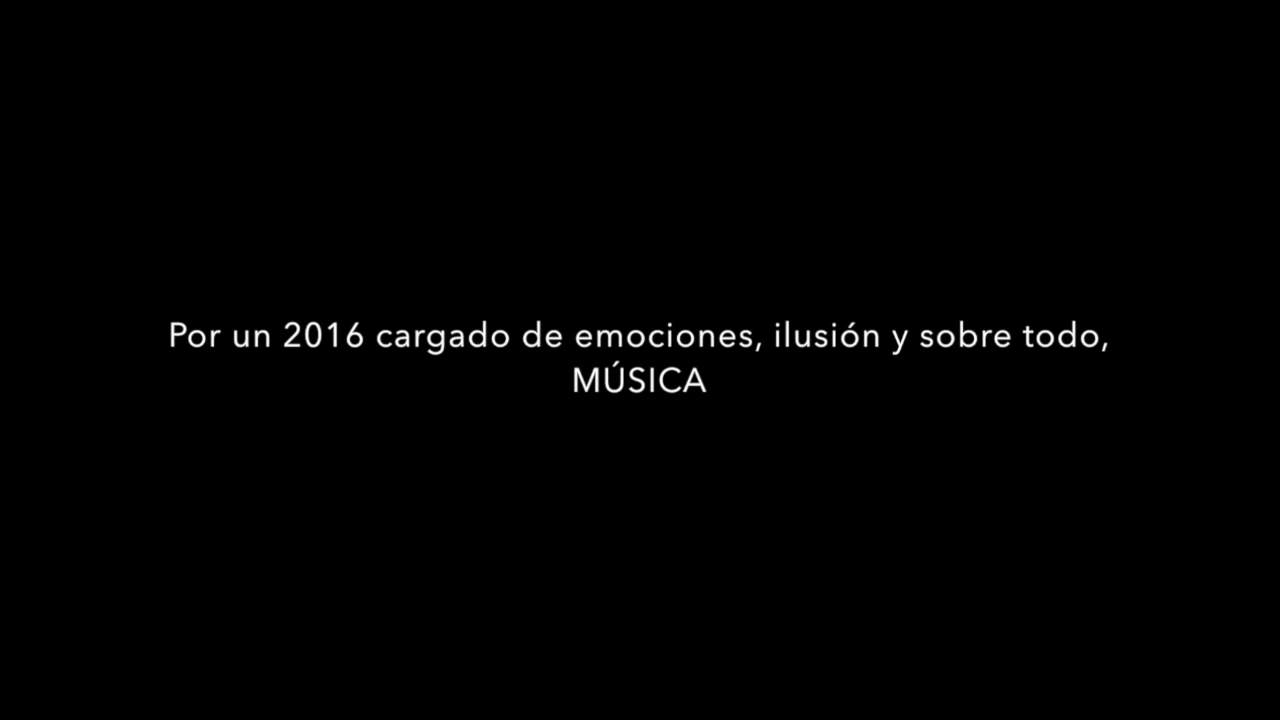 Por un 2016 cargado de emociones, ilusión y sobre todo,
MÚSICA